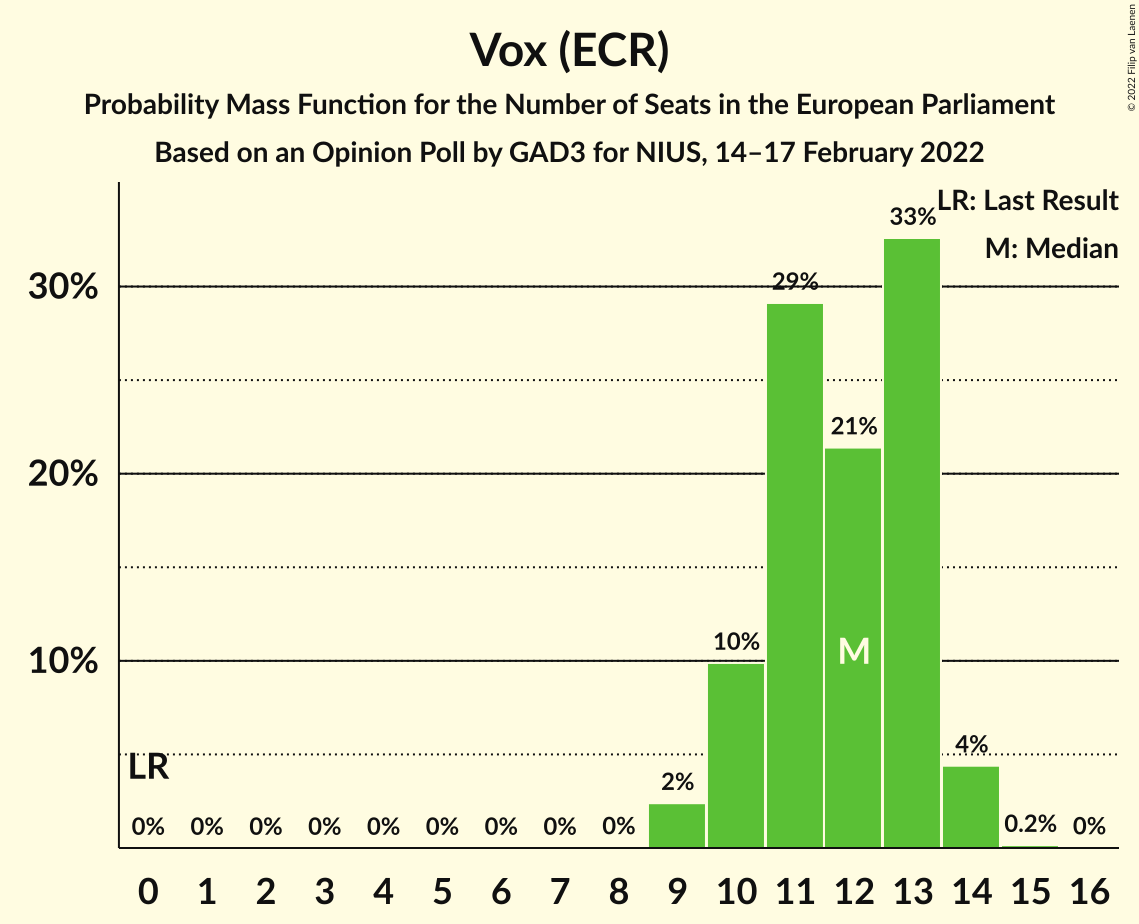 Vox (ECR)
Probability Mass Function for the Number of Seats in the European Parliament
Based on an Opinion Poll by GAD3 for NIUS, 14–17 February 2022
© 2022 Filip van Laenen
LR: Last Result
M: Median
30%
20%
10%
33%
29%
21%
10%
M
LR
4%
2%
0% 0% 0% 0% 0% 0% 0% 0% 0% 0.2% 0%
0 1 2 3 4 5 6 7 8 9 10 11 12 13 14 15 16